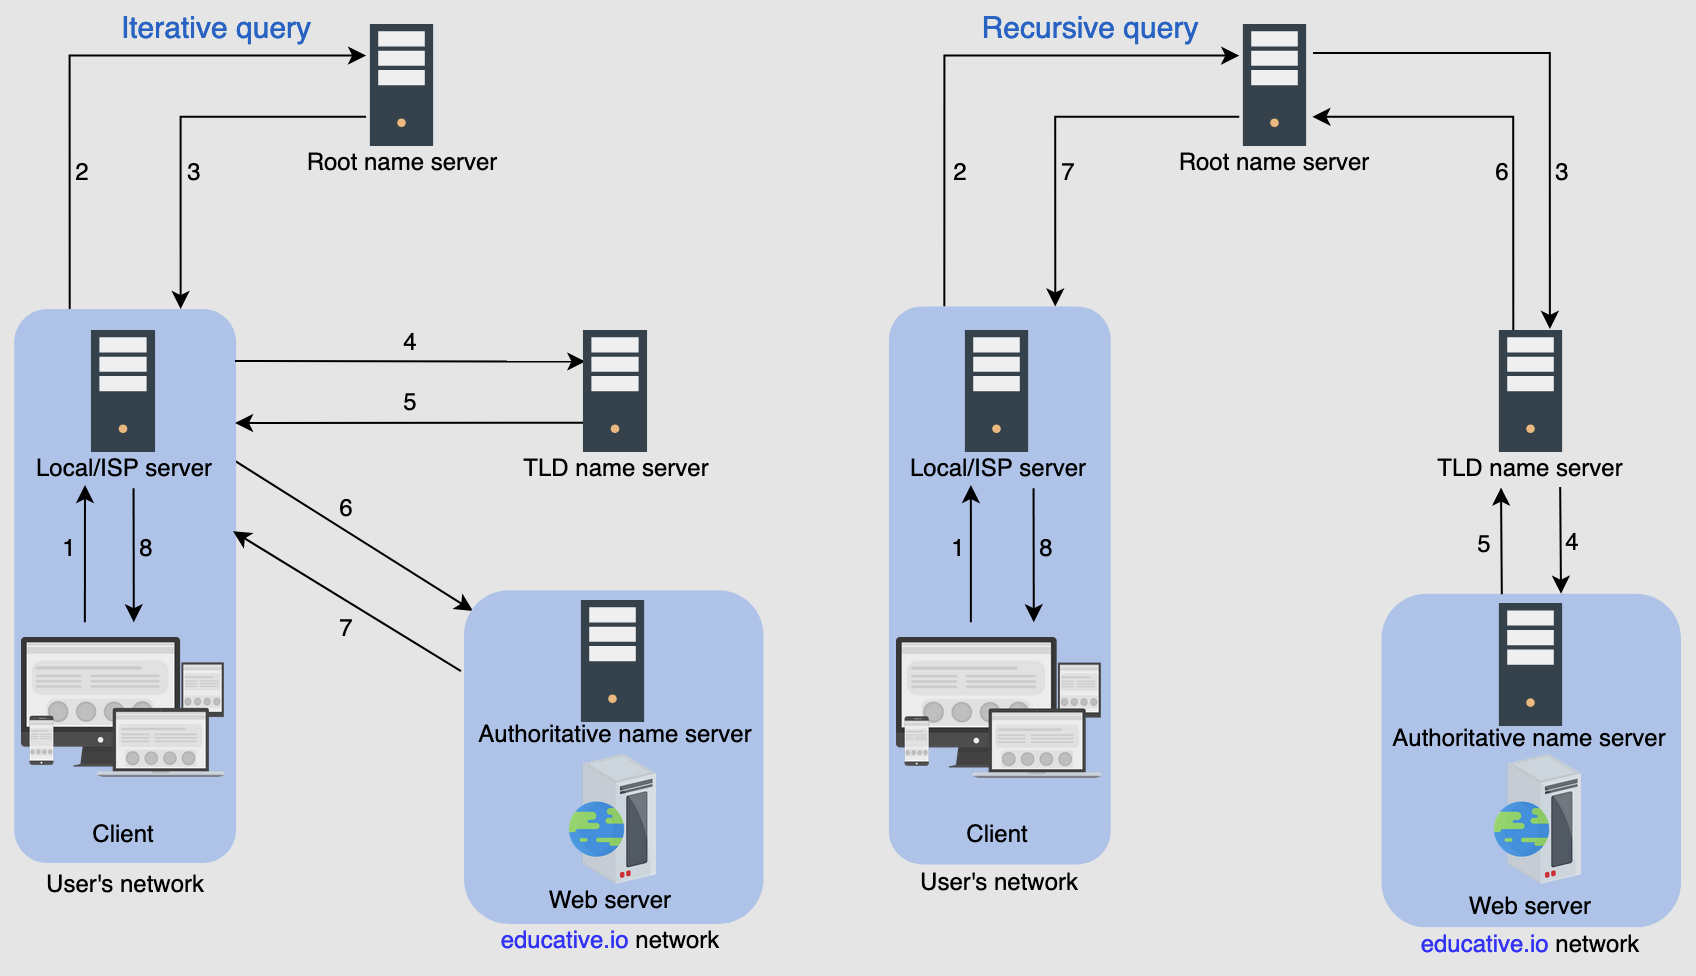 Iterative query
Root name server
2
3
4
5
Local/ISP server
TLD name server
6
1
8
7
Authoritative name server
Client
User's network
Web server
educative.io network
Recursive query
Root name server
2
7
6
3
Local/ISP server
TLD name server
1
8
5
4
Authoritative name server
Client
User's network
Web server
educative.io network